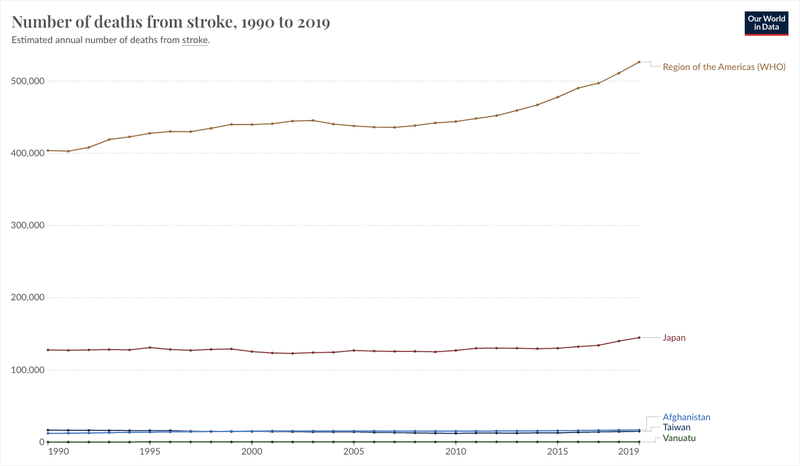 Number of deaths from stroke, 1990 to 2019
Estimated annual number of deaths from stroke.
Our World
in Data
500,000
400,000
300,000
200,000
100,000
0
1990
1995
2000
2005
2010
2015
2019
Region of the Americas (WHO)
Japan
Afghanistan
Taiwan
Vanuatu